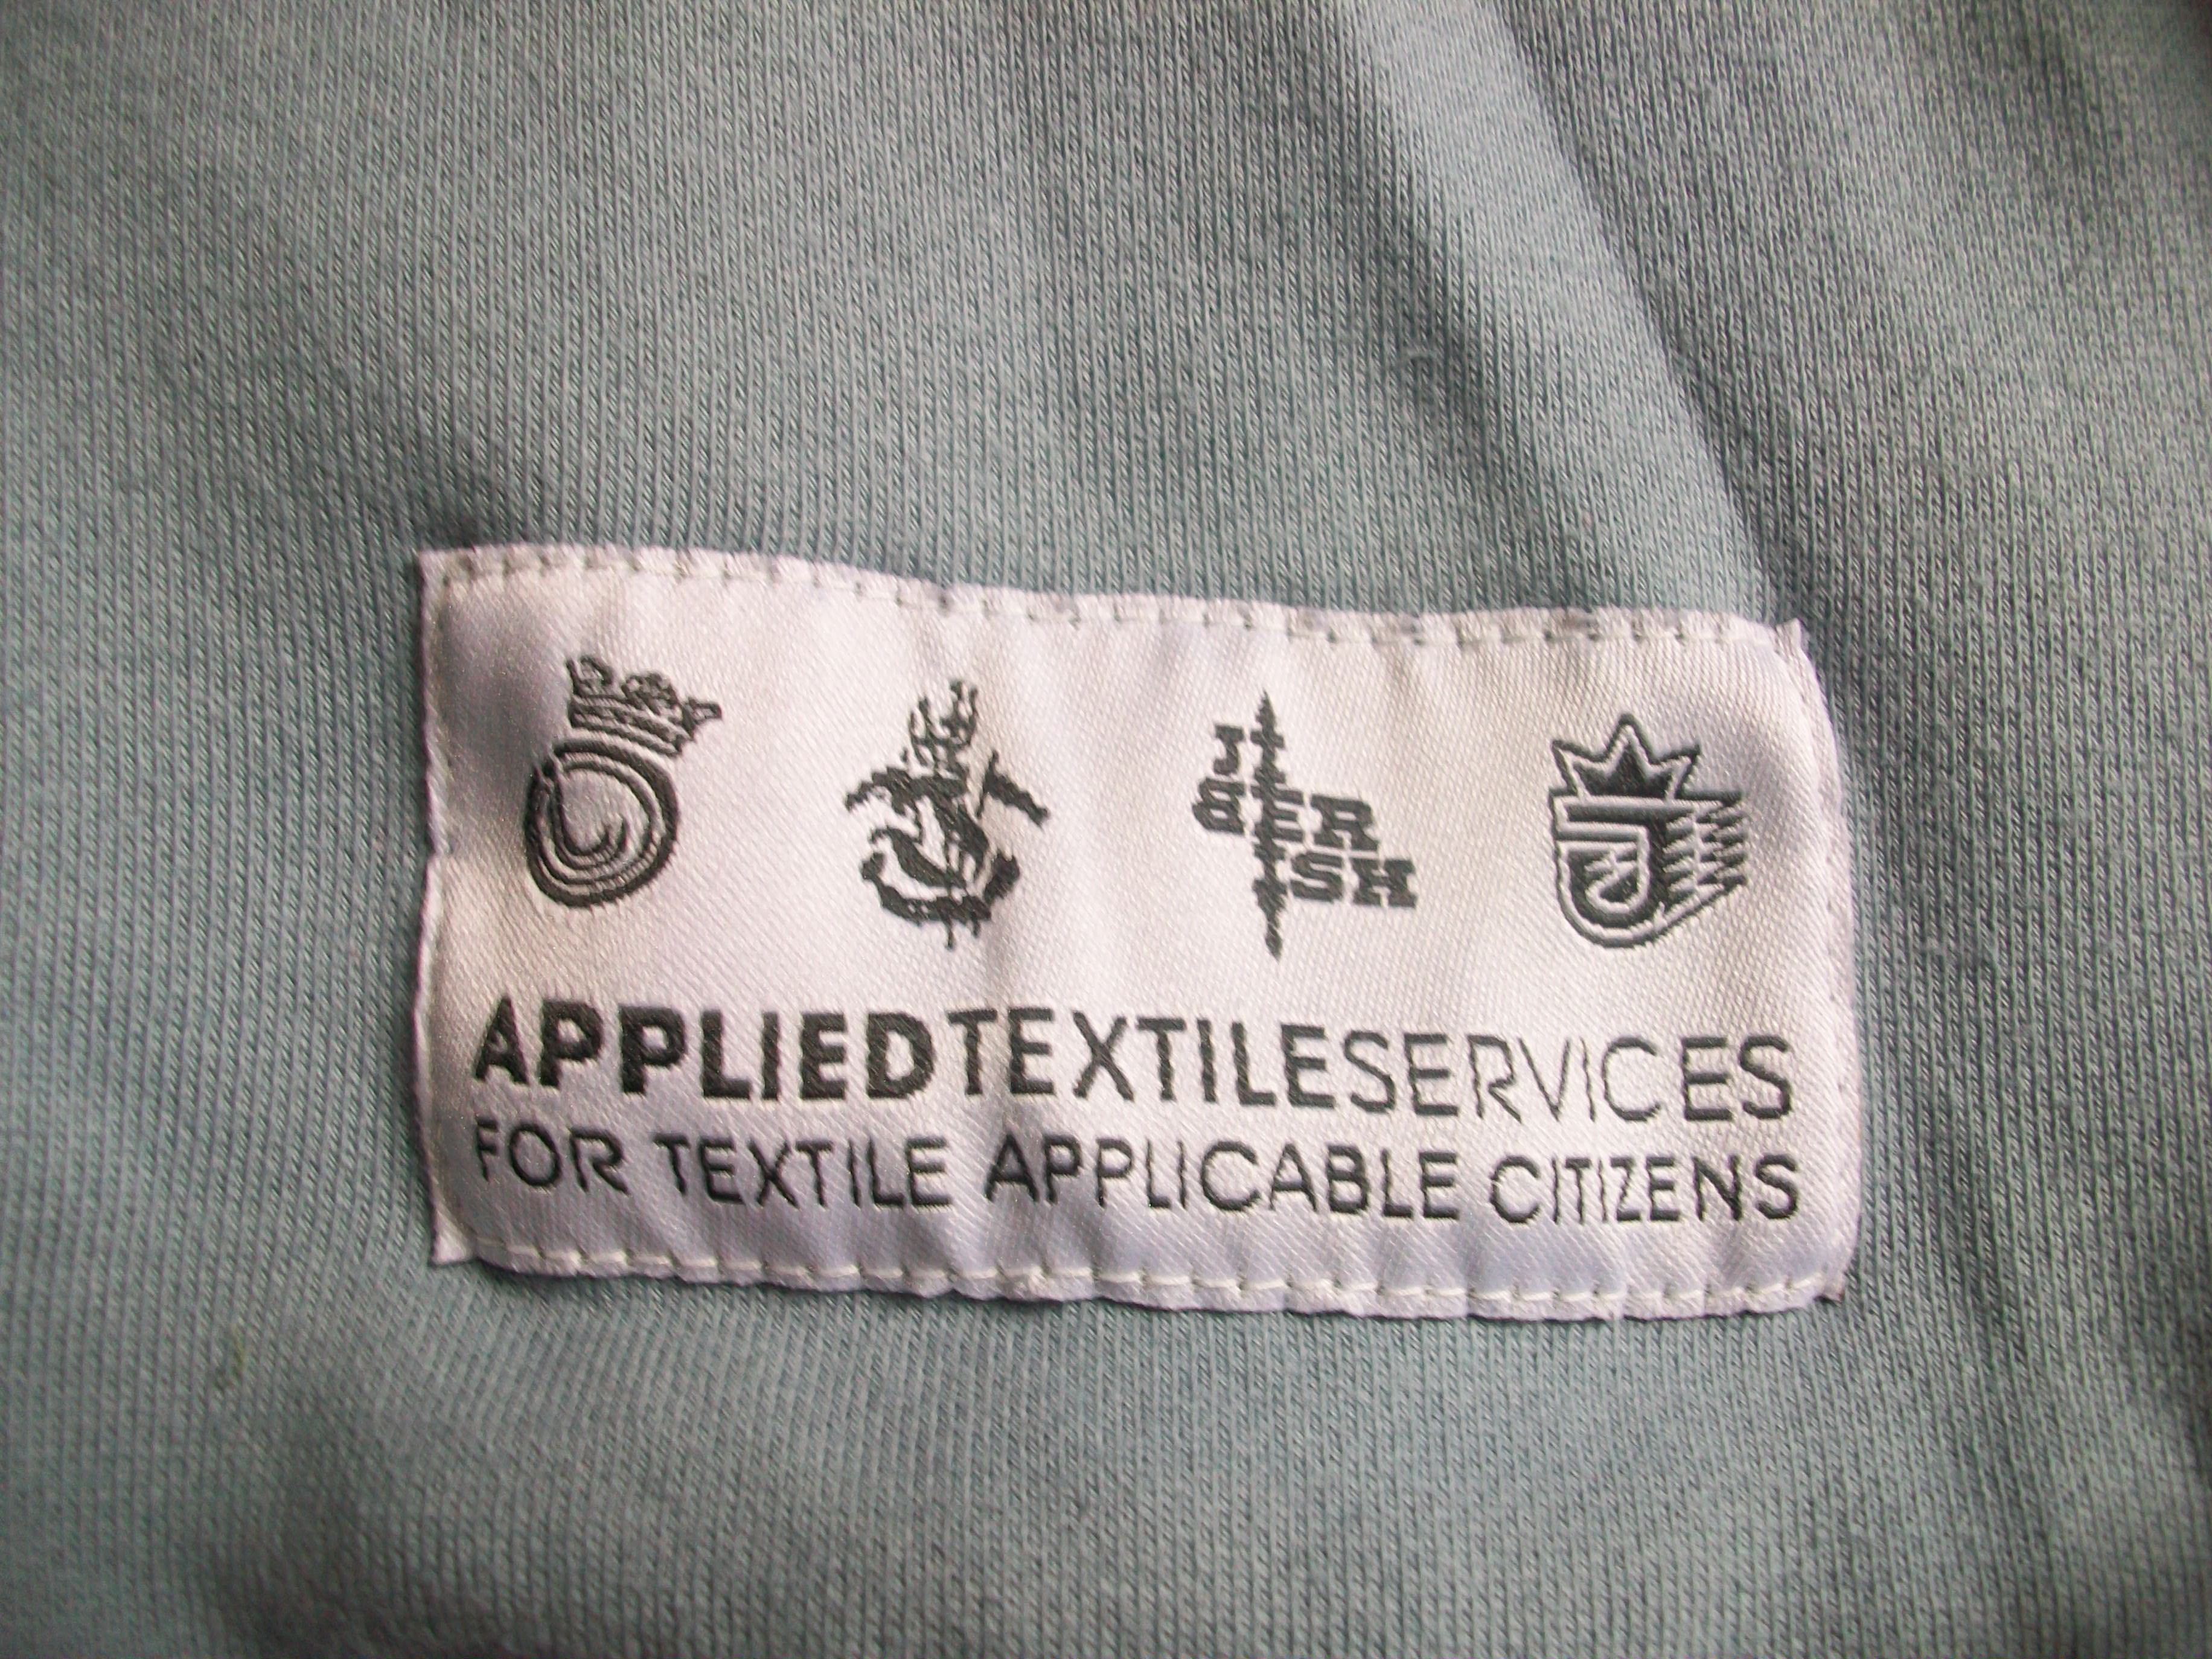 APPLIEDTEXTILESERVICES
FOR TEXTILE APPLICABLE CITIZENS